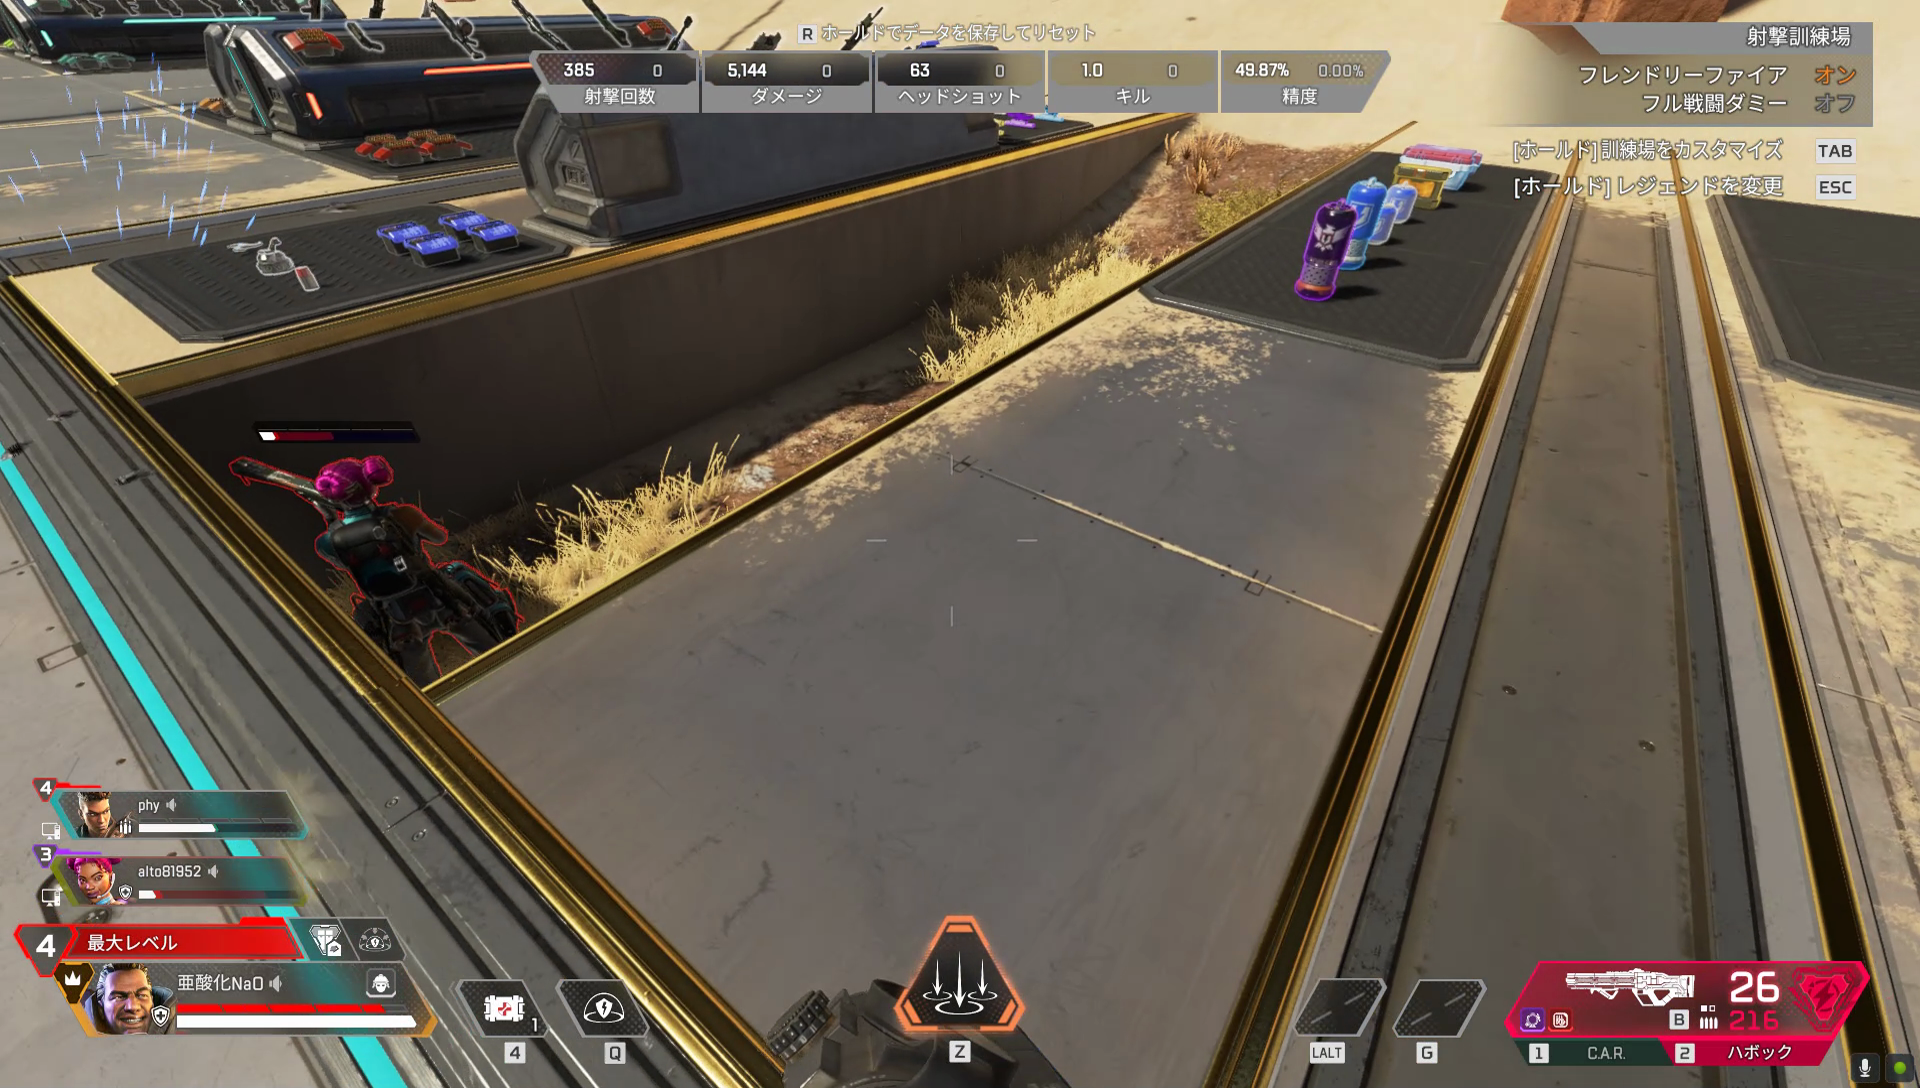 R ホールドでデータを保存してリセット
385 0 射撃回数
5,144 0 ダメージ
63 0 ヘッドショット
1.0 0 キル
49.87% 0.00% 精度
射撃訓練場
フレンドリーファイア オン
フル戦闘ダミー オフ
[ホールド] 訓練場をカスタマイズ TAB
[ホールド] レジェンドを変更 ESC
4
phy
3
alto81952
4 最大レベル
亜酸化NaO
1
4
Q
Z
LALT
G
26
B
216
1 C.A.R.
2 ハボック